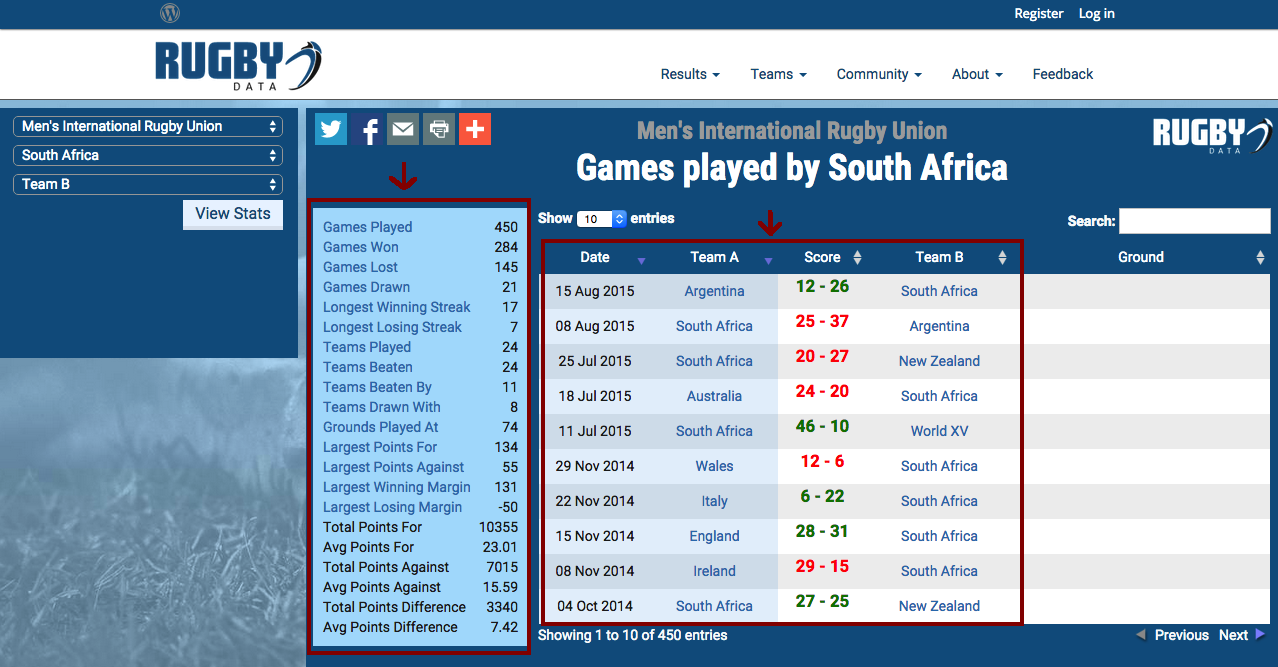 Register Log in
RUGBY
DATA
Results Teams Community About Feedback
Men's International Rugby Union
South Africa
Team B
View Stats
Men's International Rugby Union
Games played by South Africa
RUGBY
DATA
Games Played 450
Games Won 284
Games Lost 145
Games Drawn 21
Longest Winning Streak 17
Longest Losing Streak 7
Teams Played 24
Teams Beaten 24
Teams Beaten By 11
Teams Drawn With 8
Grounds Played At 74
Largest Points For 134
Largest Points Against 55
Largest Winning Margin 131
Largest Losing Margin -50
Total Points For 10355
Avg Points For 23.01
Total Points Against 7015
Avg Points Against 15.59
Total Points Difference 3340
Avg Points Difference 7.42
Show 10 entries
Search:
Date Team A Score Team B Ground
15 Aug 2015 Argentina 12 - 26 South Africa
08 Aug 2015 South Africa 25 - 37 Argentina
25 Jul 2015 South Africa 20 - 27 New Zealand
18 Jul 2015 Australia 24 - 20 South Africa
11 Jul 2015 South Africa 46 - 10 World XV
29 Nov 2014 Wales 12 - 6 South Africa
22 Nov 2014 Italy 6 - 22 South Africa
15 Nov 2014 England 28 - 31 South Africa
08 Nov 2014 Ireland 29 - 15 South Africa
04 Oct 2014 South Africa 27 - 25 New Zealand
Showing 1 to 10 of 450 entries
Previous Next